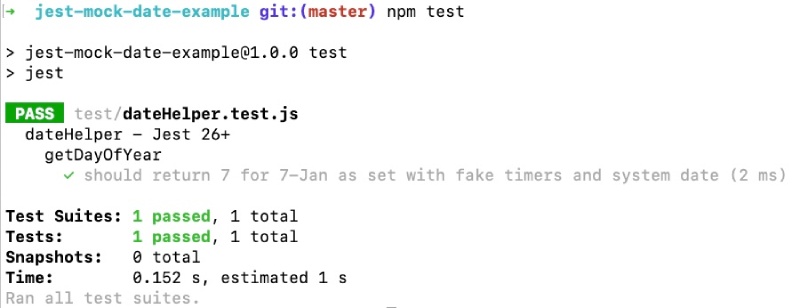 ➜ jest-mock-date-example git:(master) npm test
> jest-mock-date-example@1.0.0 test
> jest
PASS test/dateHelper.test.js
dateHelper – Jest 26+
getDayOfYear
✓ should return 7 for 7-Jan as set with fake timers and system date (2 ms)
Test Suites: 1 passed, 1 total
Tests: 1 passed, 1 total
Snapshots: 0 total
Time: 0.152 s, estimated 1 s
Ran all test suites.